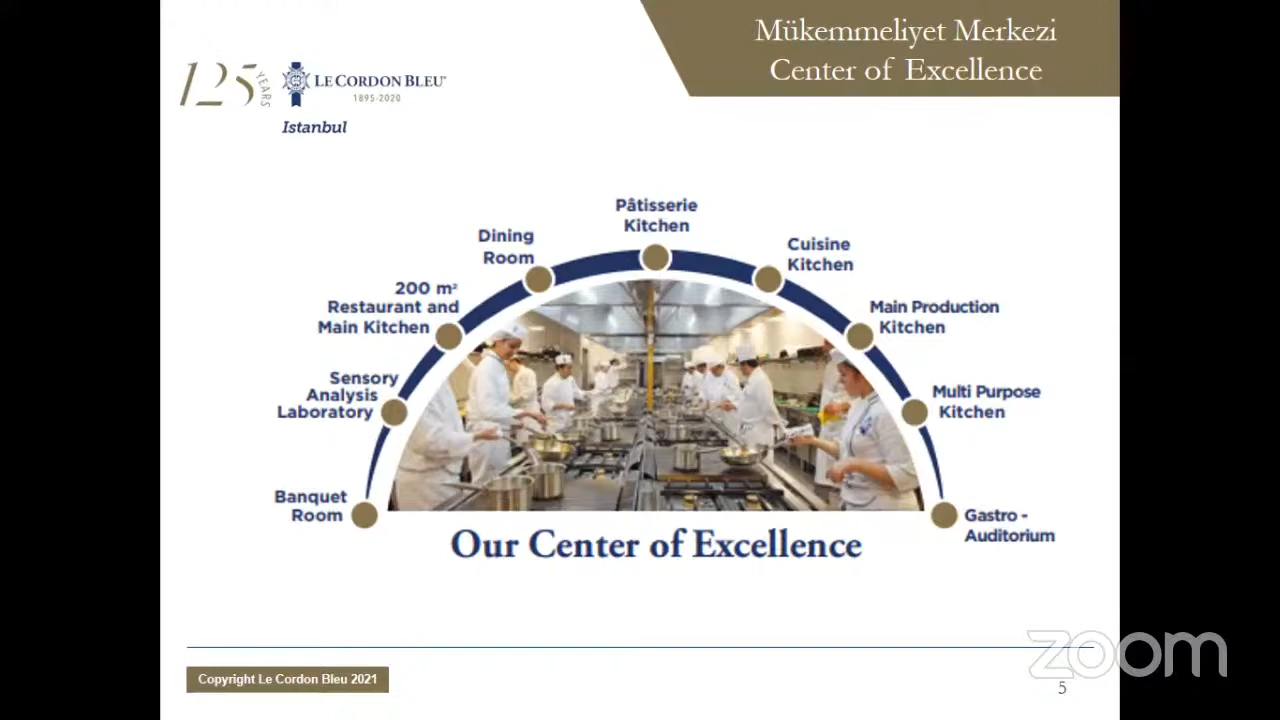 Mükemmeliyet Merkezi
Center of Excellence
125 YEARS
LE CORDON BLEU®
1895-2020
Istanbul
Pâtisserie
Kitchen
Dining
Room
Cuisine
Kitchen
200 m²
Restaurant and
Main Kitchen
Main Production
Kitchen
Sensory
Analysis
Laboratory
Multi Purpose
Kitchen
Banquet
Room
Gastro -
Auditorium
Our Center of Excellence
Copyright Le Cordon Bleu 2021
zoom
5